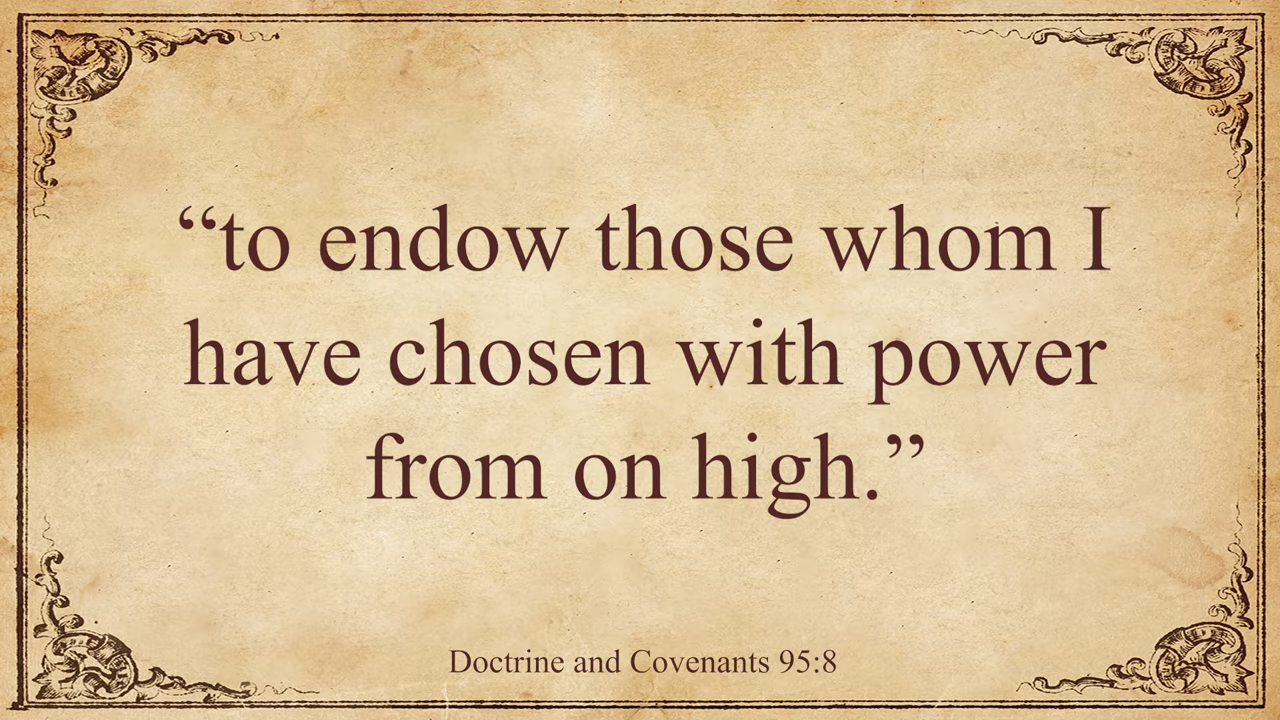 “to endow those whom I
have chosen with power
from on high.”
Doctrine and Covenants 95:8